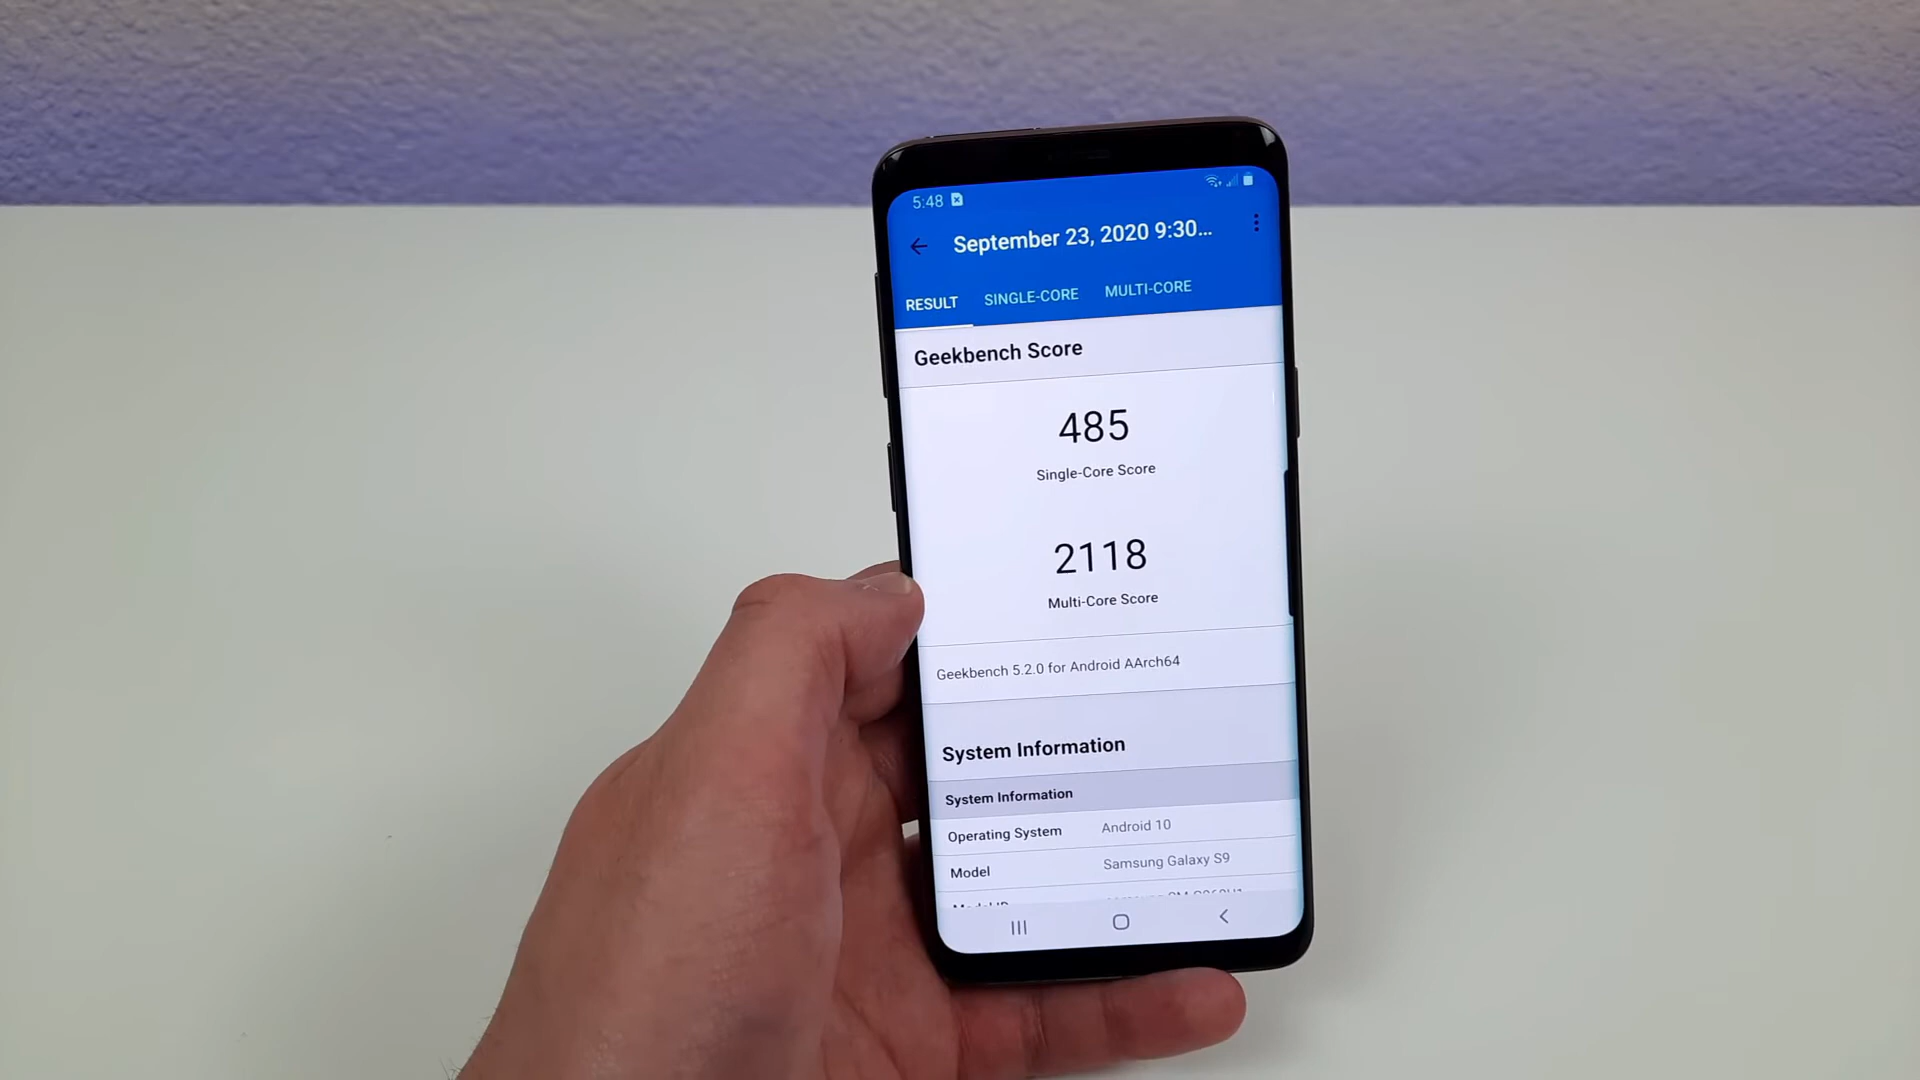 5:48
September 23, 2020 9:30...
RESULT SINGLE-CORE MULTI-CORE
Geekbench Score
485
Single-Core Score
2118
Multi-Core Score
Geekbench 5.2.0 for Android AArch64
System Information
System Information
Operating System Android 10
Model Samsung Galaxy S9